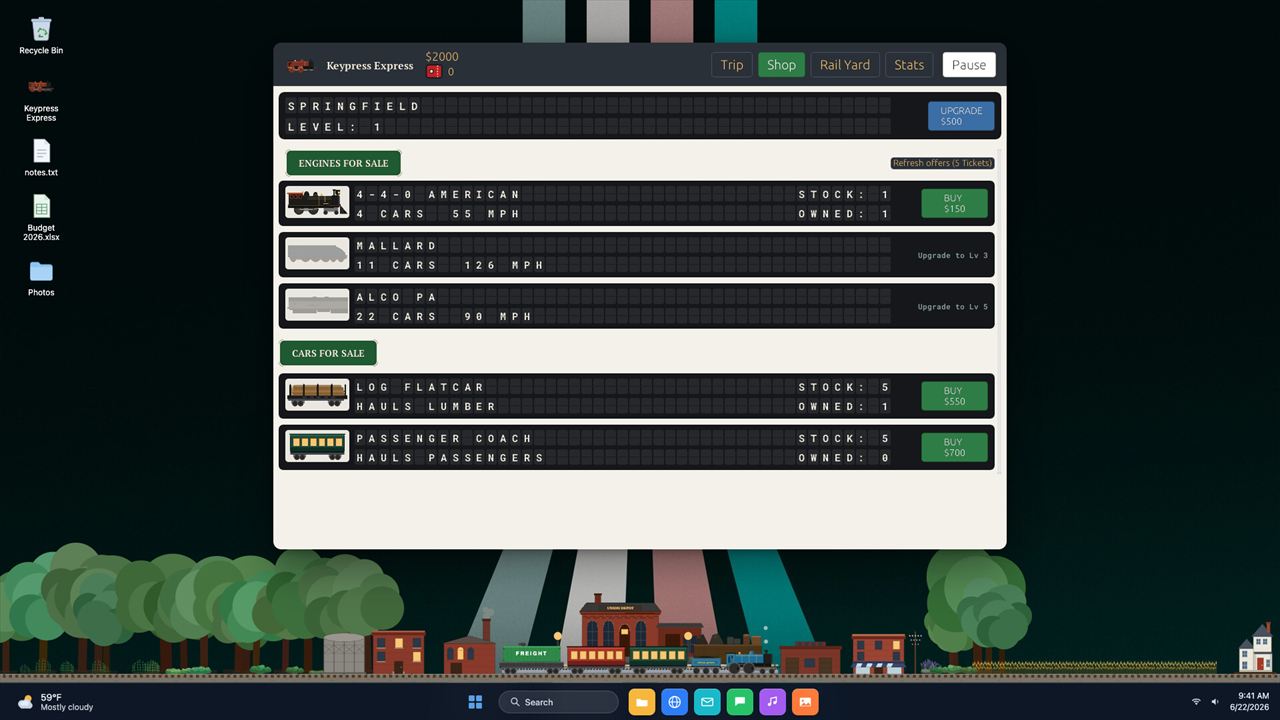 Recycle Bin
Keypress
Express
notes.txt
Budget
2026.xlsx
Photos
Keypress Express
$2000
0
Trip
Shop
Rail Yard
Stats
Pause
SPRINGFIELD
LEVEL: 1
UPGRADE
$500
ENGINES FOR SALE
Refresh offers (5 Tickets)
4-4-0 AMERICAN
STOCK: 1
4 CARS 55 MPH
OWNED: 1
BUY
$150
MALLARD
11 CARS 126 MPH
Upgrade to Lv 3
ALCO PA
22 CARS 90 MPH
Upgrade to Lv 5
CARS FOR SALE
LOG FLATCAR
STOCK: 5
HAULS LUMBER
OWNED: 1
BUY
$550
PASSENGER COACH
STOCK: 5
HAULS PASSENGERS
OWNED: 0
BUY
$700
UNION DEPOT
FREIGHT
59°F
Mostly cloudy
Search
9:41 AM
6/22/2026